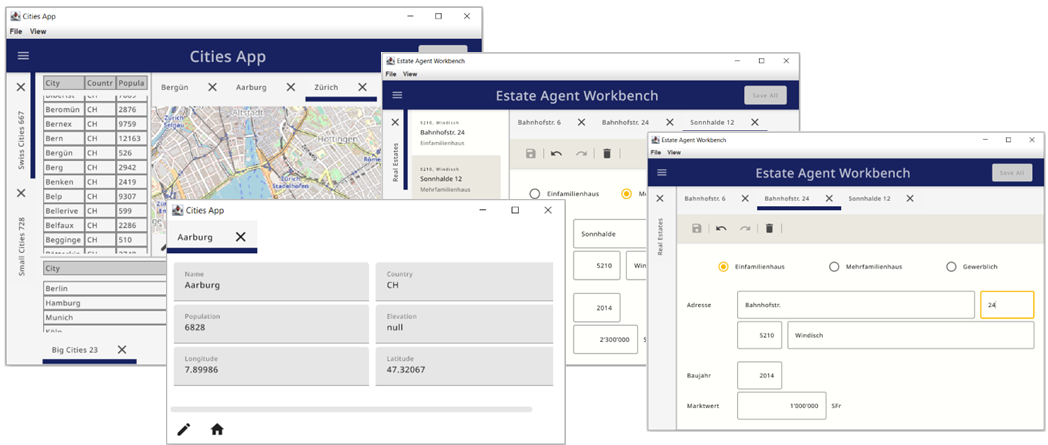 Cities App
File View
Cities App
City Countr Popula
Beromün CH 2876
Bernex CH 9759
Bern CH 12163
Bergün CH 526
Berg CH 2942
Benken CH 2419
Belp CH 9307
Bellerive CH 599
Belfaux CH 2286
Begginge CH 510
Swiss Cities 667
Small Cities 728
City
Berlin
Hamburg
Munich
Köln
Big Cities 23
Bergün Aarburg Zürich
Altstadt
Hottingen
Zürich
Stadelhofen
Estate Agent Workbench
File View
Estate Agent Workbench
Save All
Real Estates
5210, Windisch
Bahnhofstr. 24
Einfamilienhaus
5210, Windisch
Sonnhalde 12
Mehrfamilienhaus
Bahnhofstr. 6 Bahnhofstr. 24 Sonnhalde 12
Einfamilienhaus
Sonnhalde
5210
2014
2'300'000
Cities App
Aarburg
Name
Aarburg
Country
CH
Population
6828
Elevation
null
Longitude
7.89986
Latitude
47.32067
Estate Agent Workbench
File View
Estate Agent Workbench
Save All
Real Estates
Bahnhofstr. 6 Bahnhofstr. 24 Sonnhalde 12
Einfamilienhaus Mehrfamilienhaus Gewerblich
Adresse Bahnhofstr. 24
5210 Windisch
Baujahr 2014
Marktwert 1'000'000 SFr